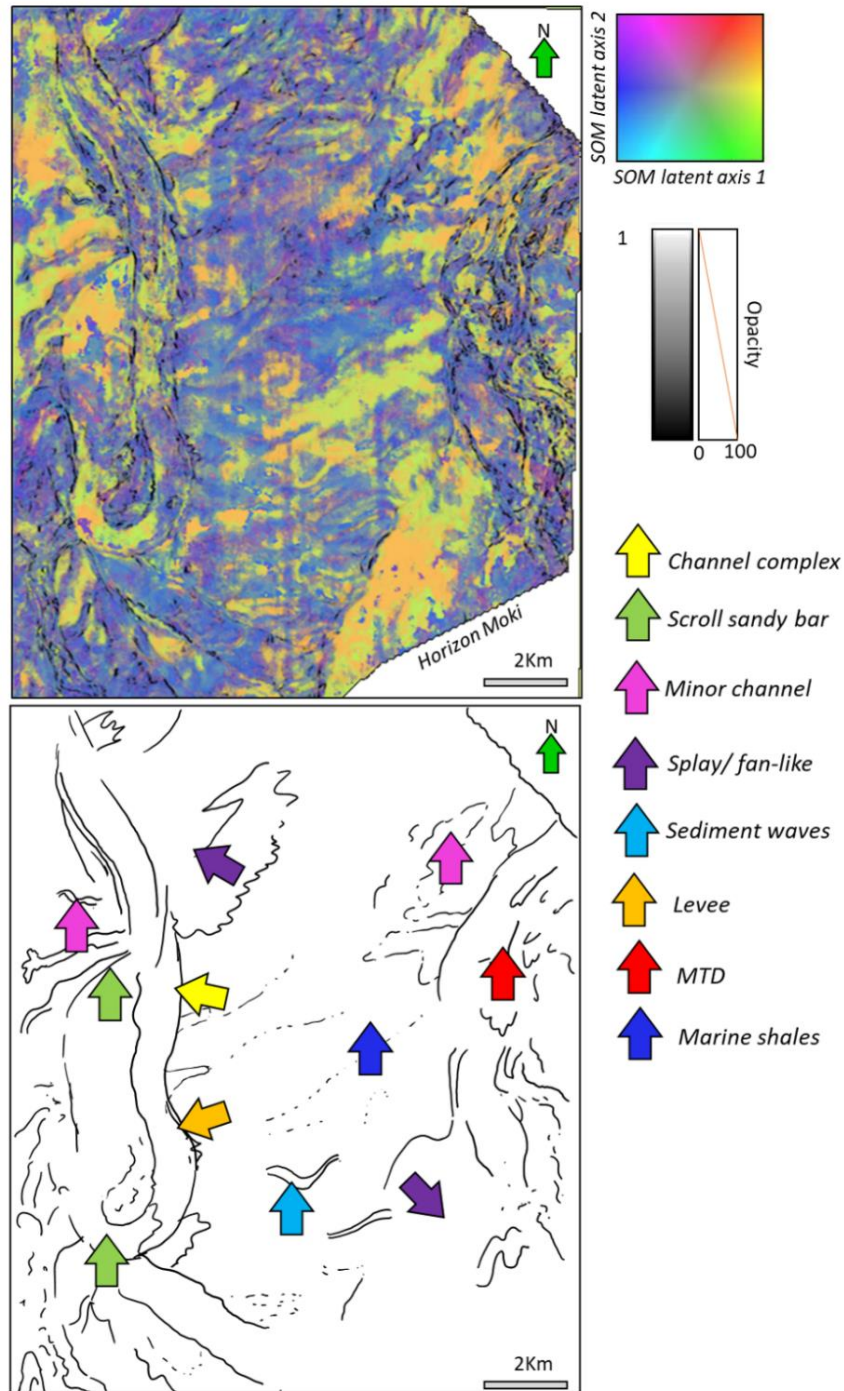 N
SOM latent axis 2
SOM latent axis 1
1
Opacity
0 100
Horizon Moki
2Km
Channel complex
Scroll sandy bar
Minor channel
Splay/ fan-like
Sediment waves
Levee
MTD
Marine shales
N
2Km